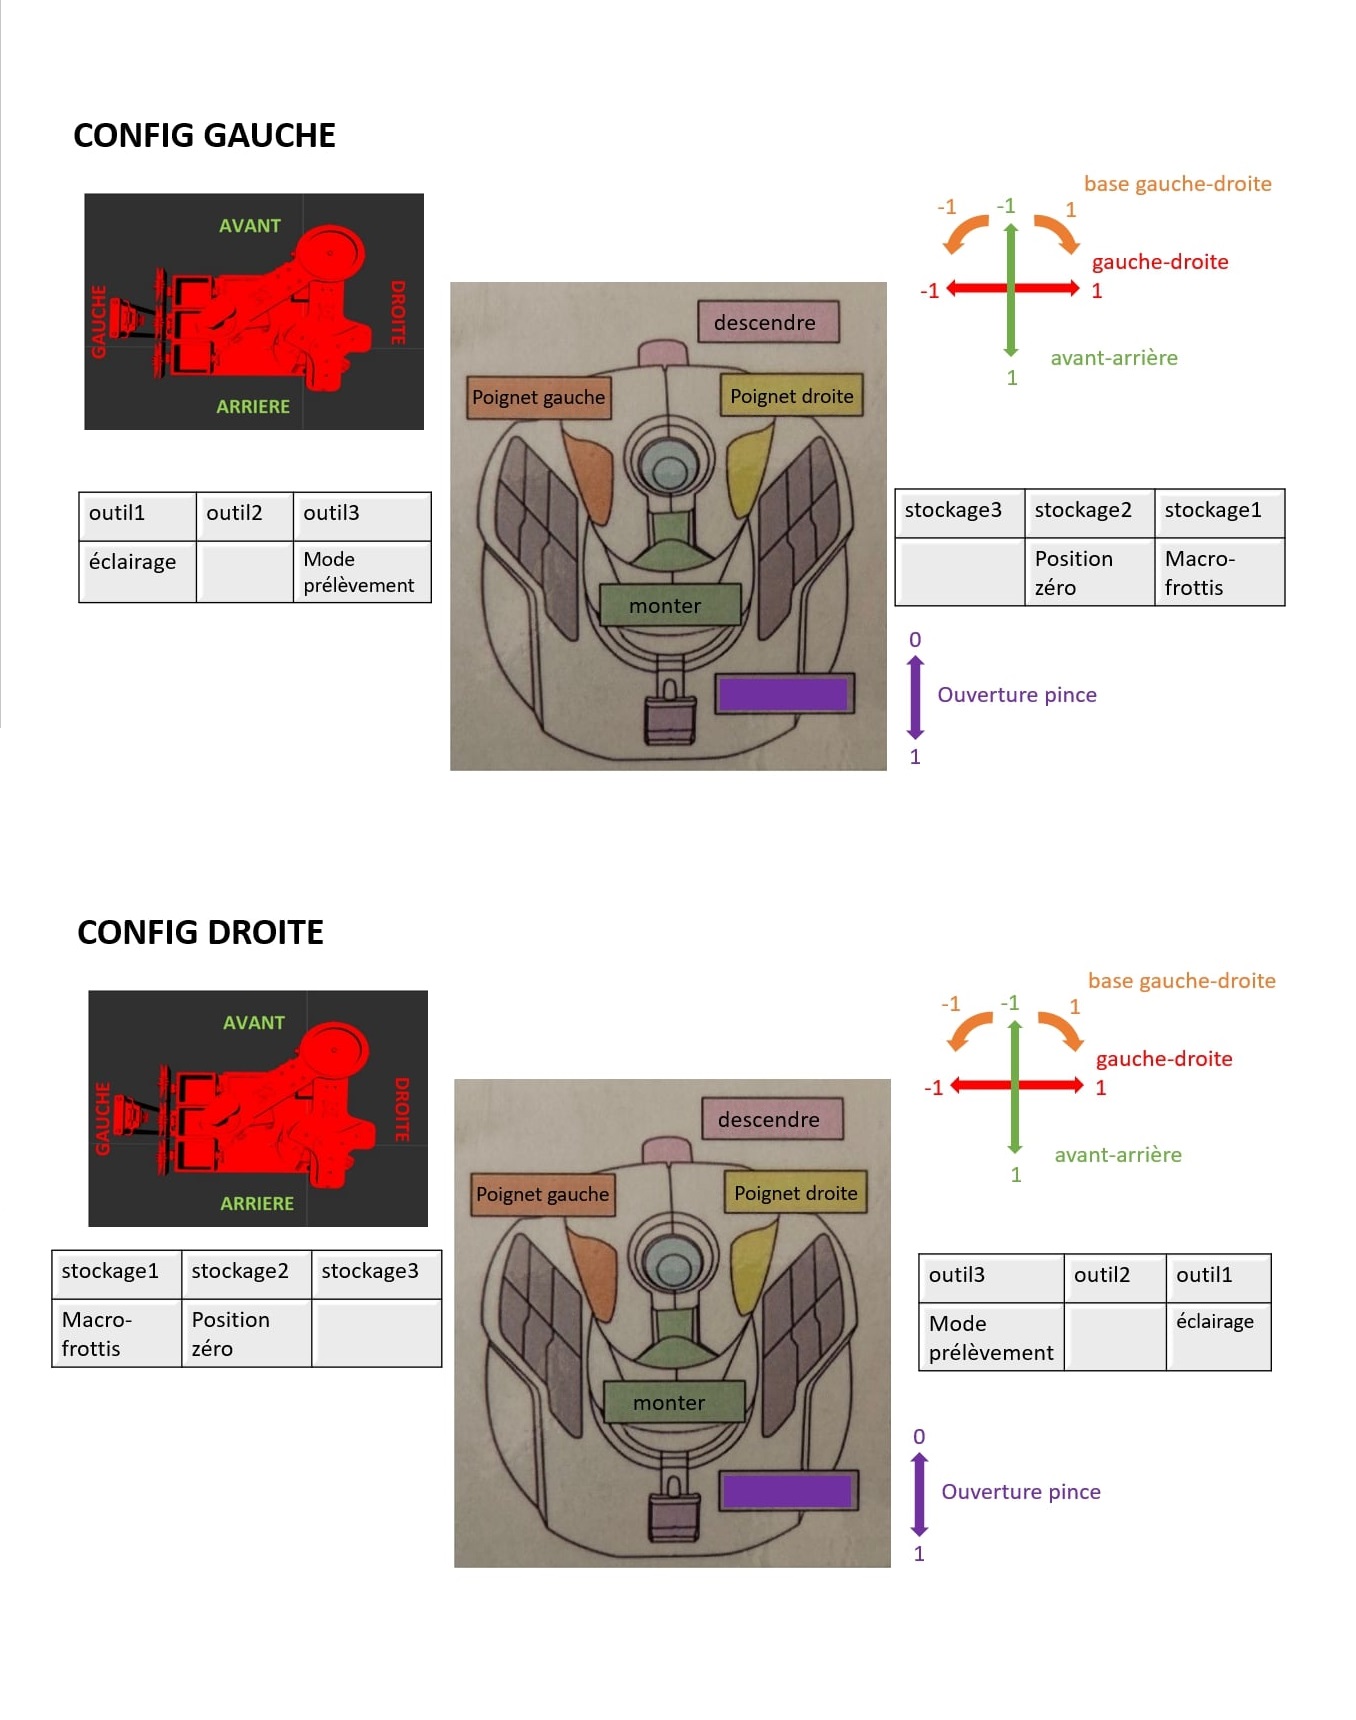 CONFIG GAUCHE
AVANT
GAUCHE
DROITE
ARRIERE
descendre
Poignet gauche
Poignet droite
monter
base gauche-droite
-1
-1
1
gauche-droite
-1
1
avant-arrière
1
outil1 outil2 outil3
éclairage Mode
prélèvement
stockage3 stockage2 stockage1
Position Macro-
zéro frottis
0
Ouverture pince
1
CONFIG DROITE
AVANT
GAUCHE
DROITE
ARRIERE
descendre
Poignet gauche
Poignet droite
monter
base gauche-droite
-1
-1
1
gauche-droite
-1
1
avant-arrière
1
stockage1 stockage2 stockage3
Macro- Position
frottis zéro
outil3 outil2 outil1
Mode éclairage
prélèvement
0
Ouverture pince
1